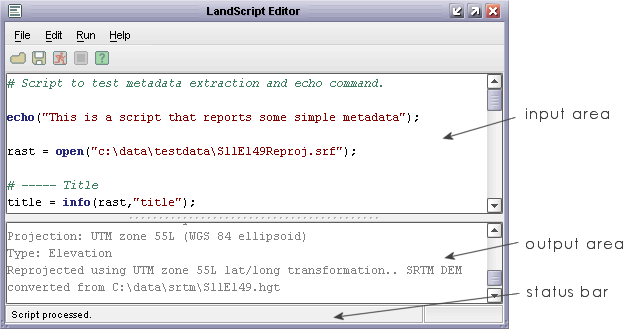 LandScript Editor
File Edit Run Help
# Script to test metadata extraction and echo command.
echo("This is a script that reports some simple metadata");
rast = open("c:\data\testdata\S11E149Reproj.srf");
# ----- Title
title = info(rast,"title");
Projection: UTM zone 55L (WGS 84 ellipsoid)
Type: Elevation
Reprojected using UTM zone 55L lat/long transformation.. SRTM DEM
converted from C:\data\srtm\S11E149.hgt
Script processed.
input area
output area
status bar